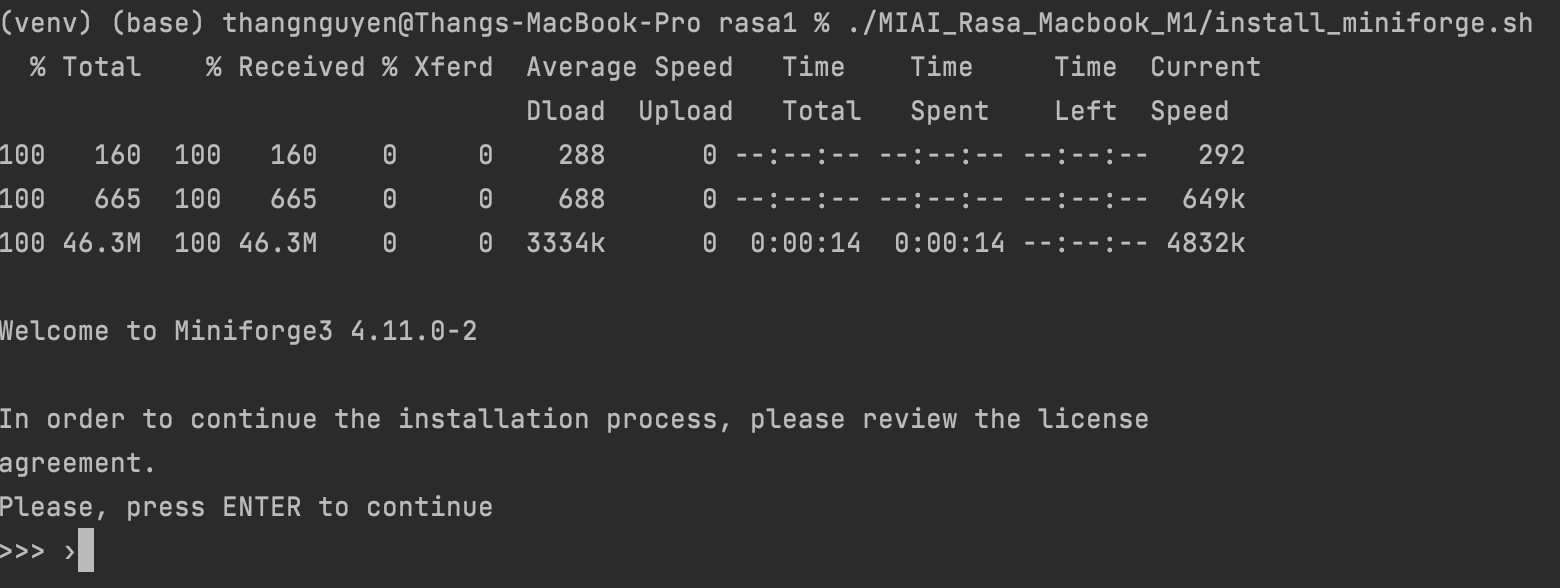 (venv) (base) thangnguyen@Thangs-MacBook-Pro rasa1 % ./MIAI_Rasa_Macbook_M1/install_miniforge.sh
  % Total    % Received % Xferd  Average Speed   Time    Time     Time  Current
                                 Dload  Upload   Total   Spent    Left  Speed
100   160  100   160    0     0    288      0 --:--:-- --:--:-- --:--:--   292
100   665  100   665    0     0    688      0 --:--:-- --:--:-- --:--:--  649k
100 46.3M  100 46.3M    0     0  3334k      0  0:00:14  0:00:14 --:--:-- 4832k
Welcome to Miniforge3 4.11.0-2
In order to continue the installation process, please review the license
agreement.
Please, press ENTER to continue
>>> ›